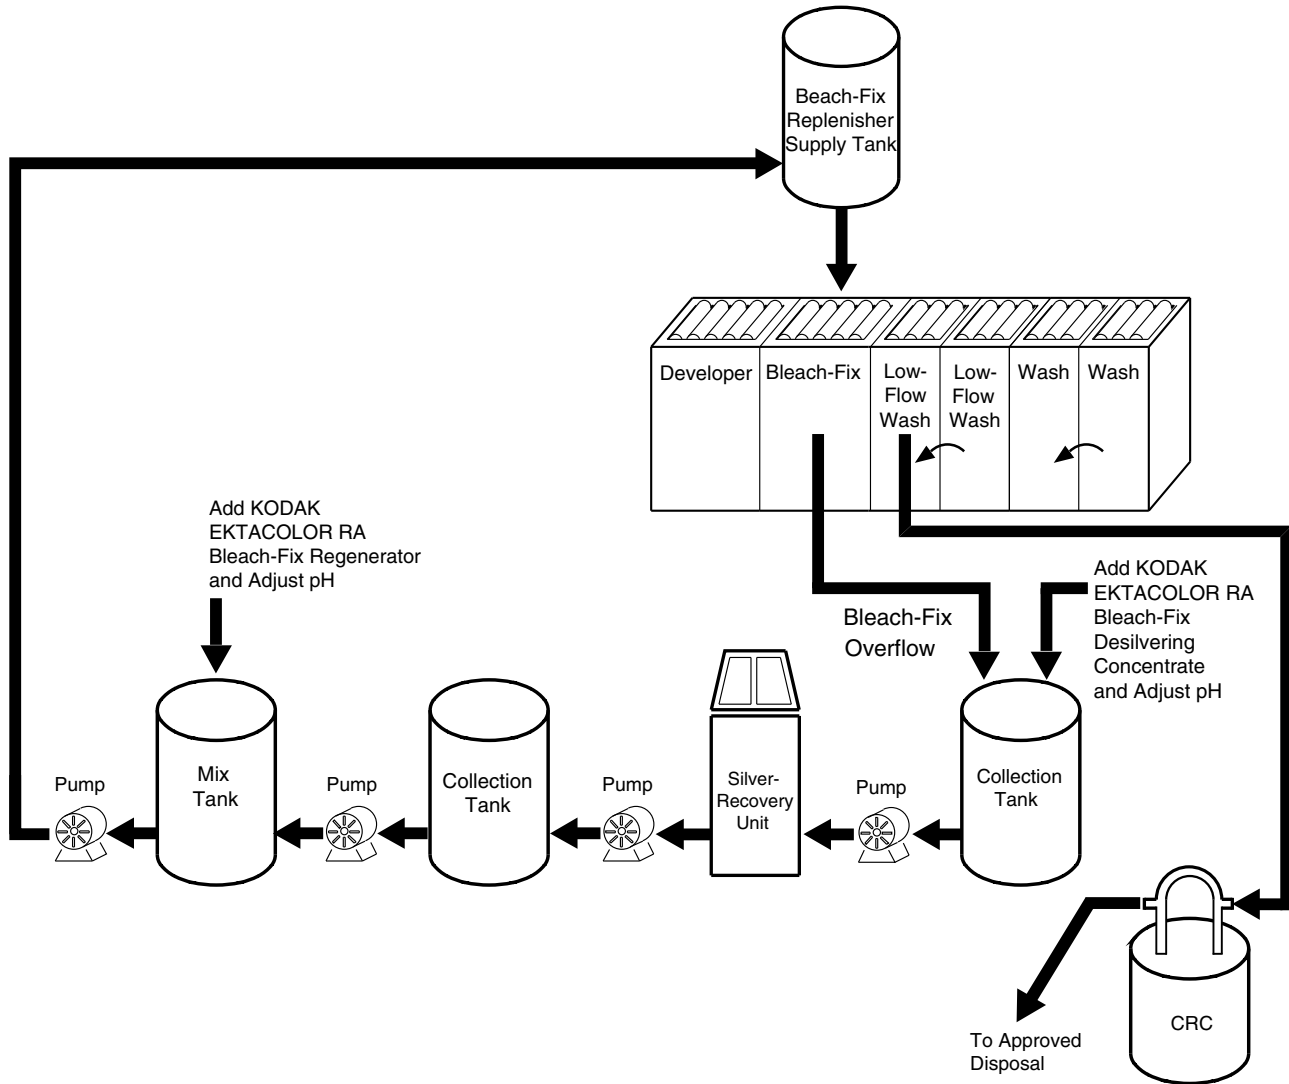 Beach-Fix
Replenisher
Supply Tank
Developer
Bleach-Fix
Low-
Flow
Wash
Low-
Flow
Wash
Wash
Wash
Add KODAK
EKTACOLOR RA
Bleach-Fix Regenerator
and Adjust pH
Bleach-Fix
Overflow
Add KODAK
EKTACOLOR RA
Bleach-Fix
Desilvering
Concentrate
and Adjust pH
Pump
Mix
Tank
Pump
Collection
Tank
Pump
Silver-
Recovery
Unit
Pump
Collection
Tank
CRC
To Approved
Disposal